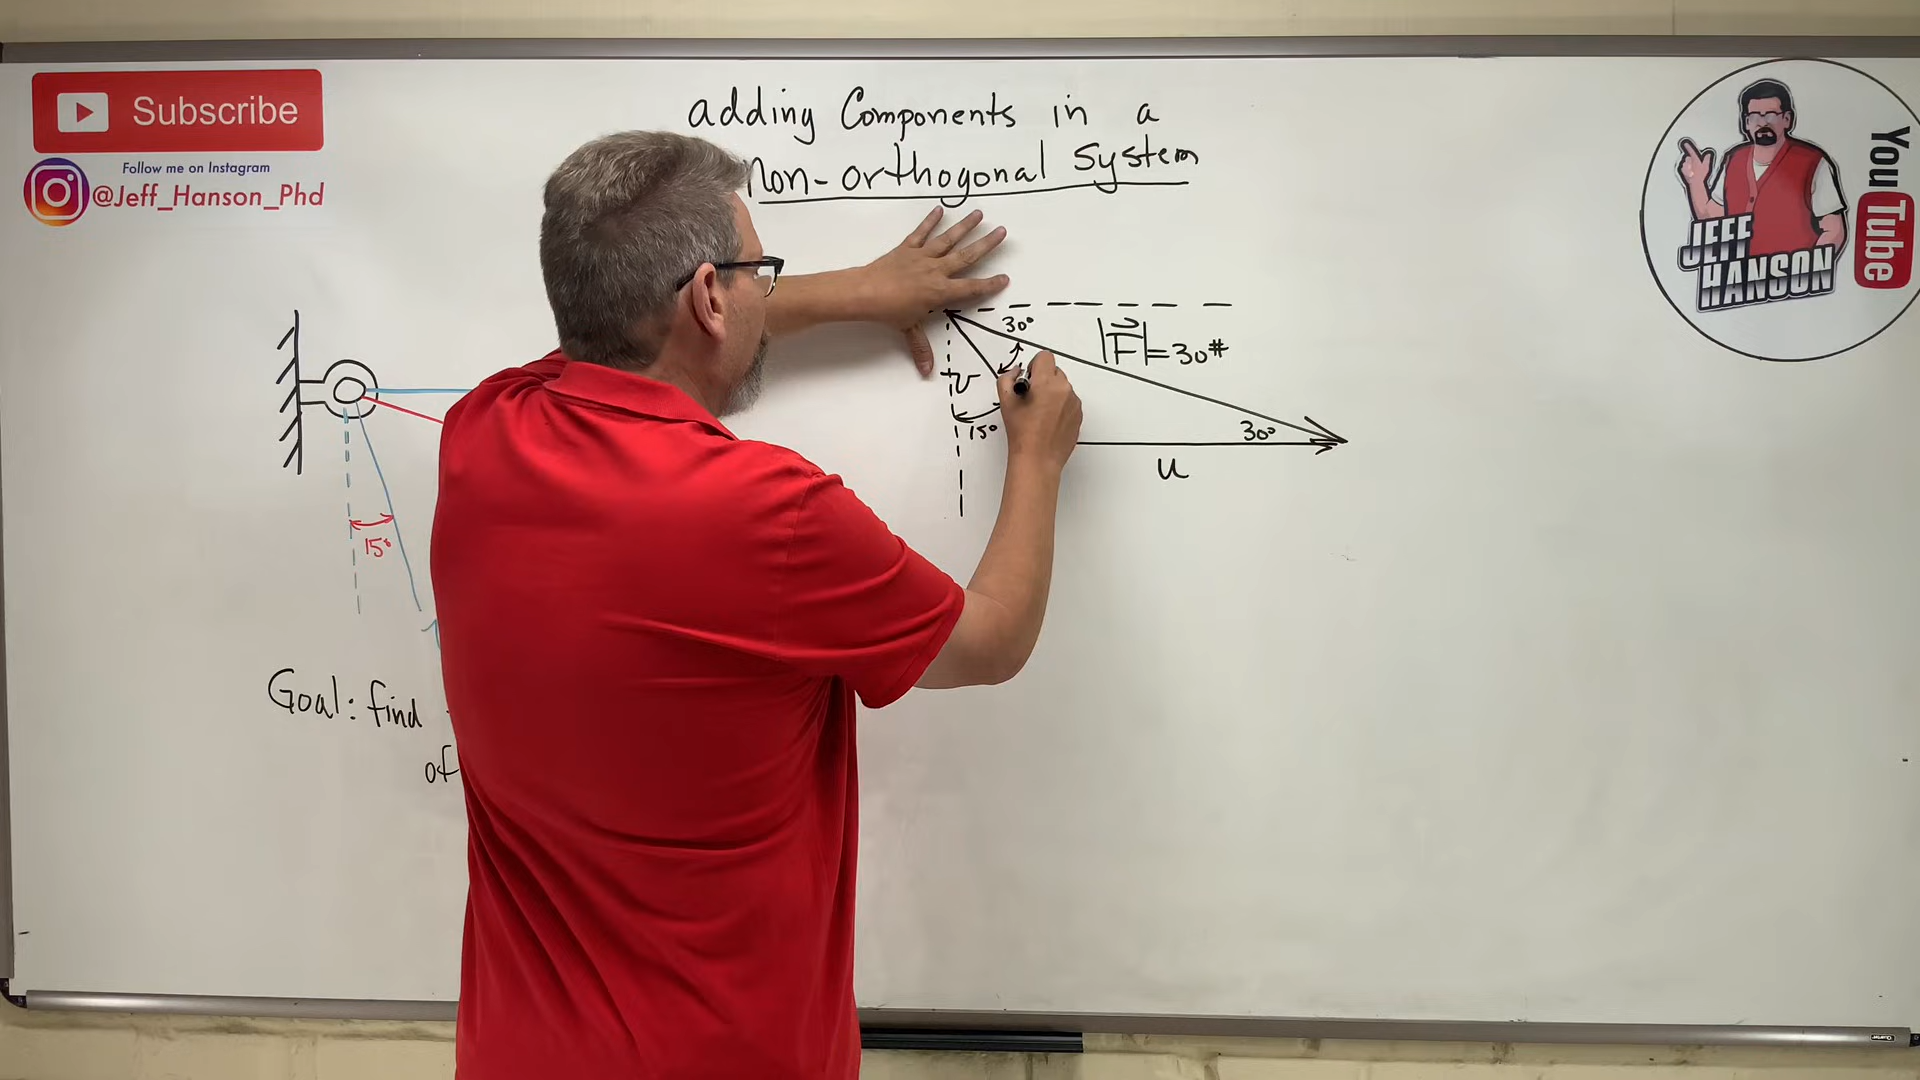 Subscribe
Follow me on Instagram
@Jeff_Hanson_Phd
adding Components in a
Non-orthogonal System
JEFF
HANSON
YouTube
30°
|F⃗|=30#
v
15°
30°
u
15°
Goal: find
of
Quartet